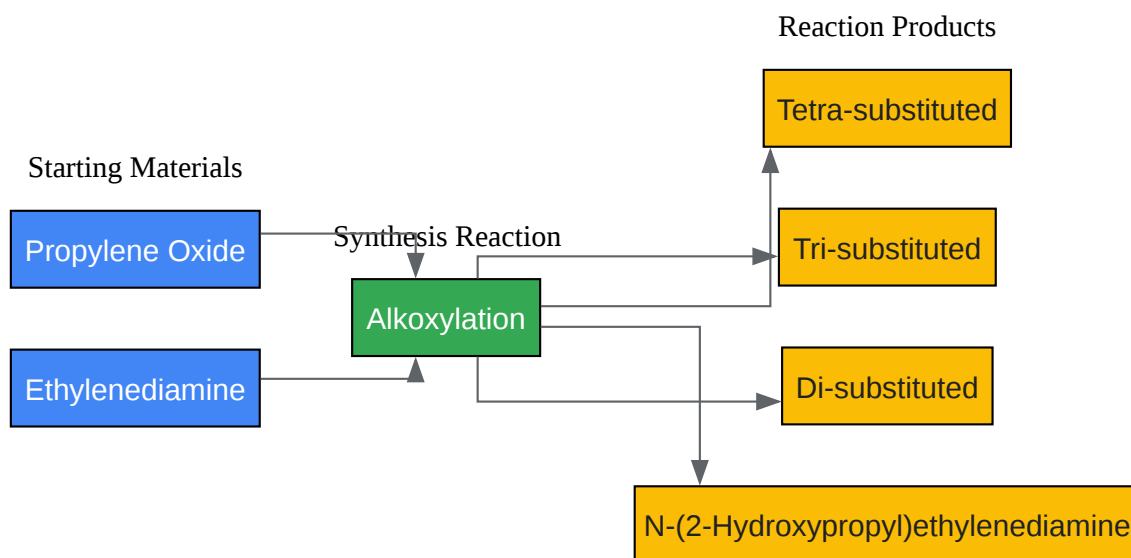 Reaction Products
Tetra-substituted
Starting Materials
Propylene Oxide
Synthesis Reaction
Tri-substituted
Alkoxylation
Ethylenediamine
Di-substituted
N-(2-Hydroxypropyl)ethylenediamine